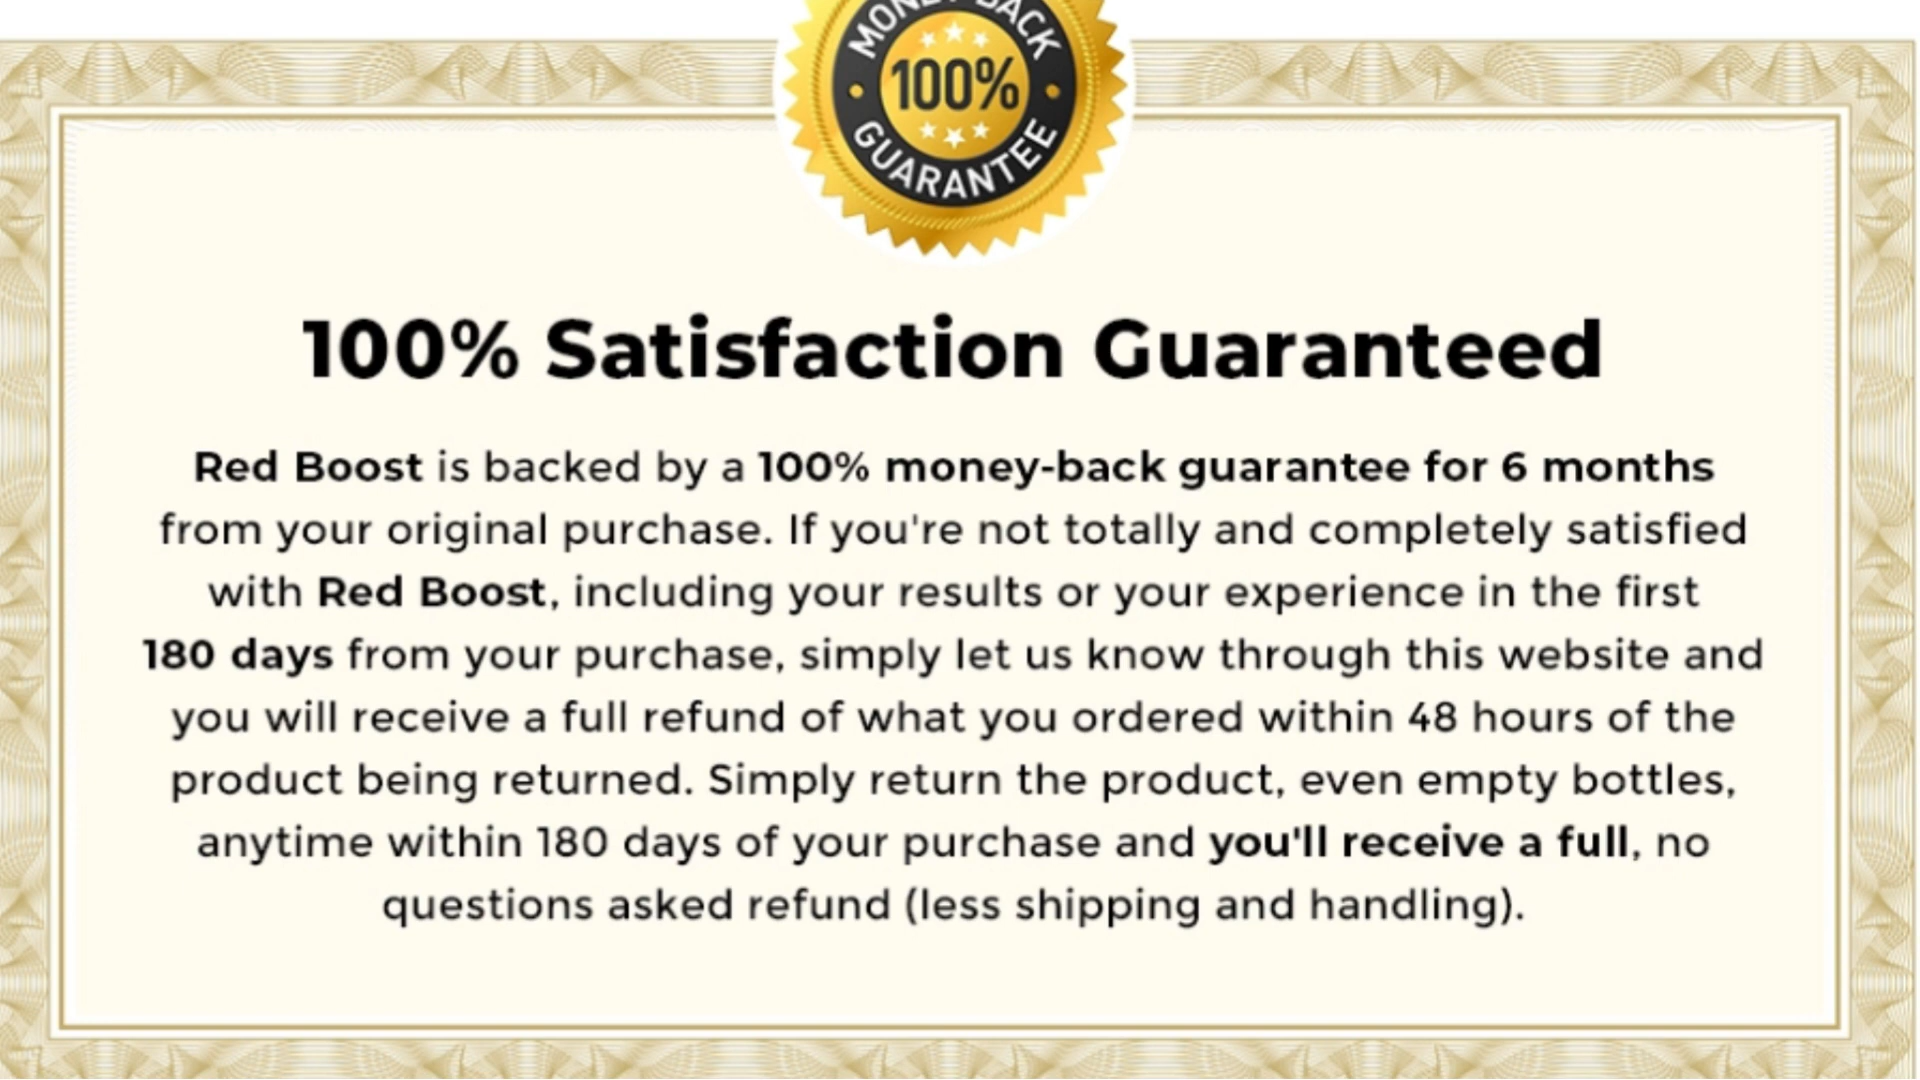 MONEY BACK
100%
GUARANTEE
100% Satisfaction Guaranteed
Red Boost is backed by a 100% money-back guarantee for 6 months
from your original purchase. If you're not totally and completely satisfied
with Red Boost, including your results or your experience in the first
180 days from your purchase, simply let us know through this website and
you will receive a full refund of what you ordered within 48 hours of the
product being returned. Simply return the product, even empty bottles,
anytime within 180 days of your purchase and you'll receive a full, no
questions asked refund (less shipping and handling).